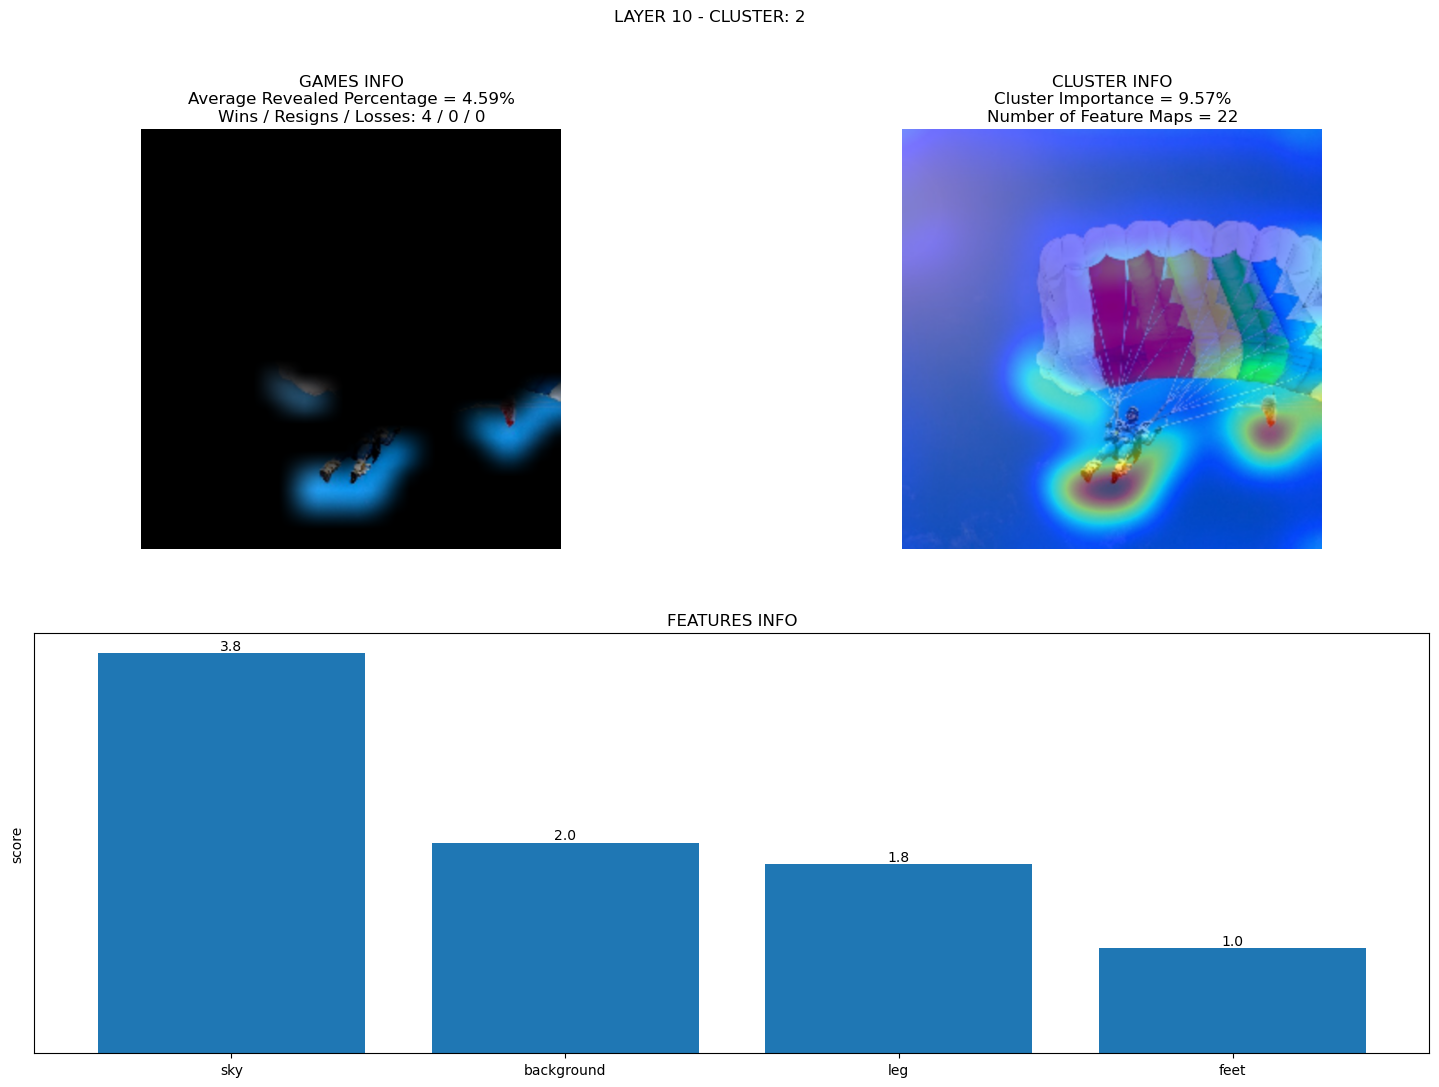 LAYER 10 - CLUSTER: 2
GAMES INFO
Average Revealed Percentage = 4.59%
Wins / Resigns / Losses: 4 / 0 / 0
CLUSTER INFO
Cluster Importance = 9.57%
Number of Feature Maps = 22
FEATURES INFO
score
3.8
2.0
1.8
1.0
sky
background
leg
feet